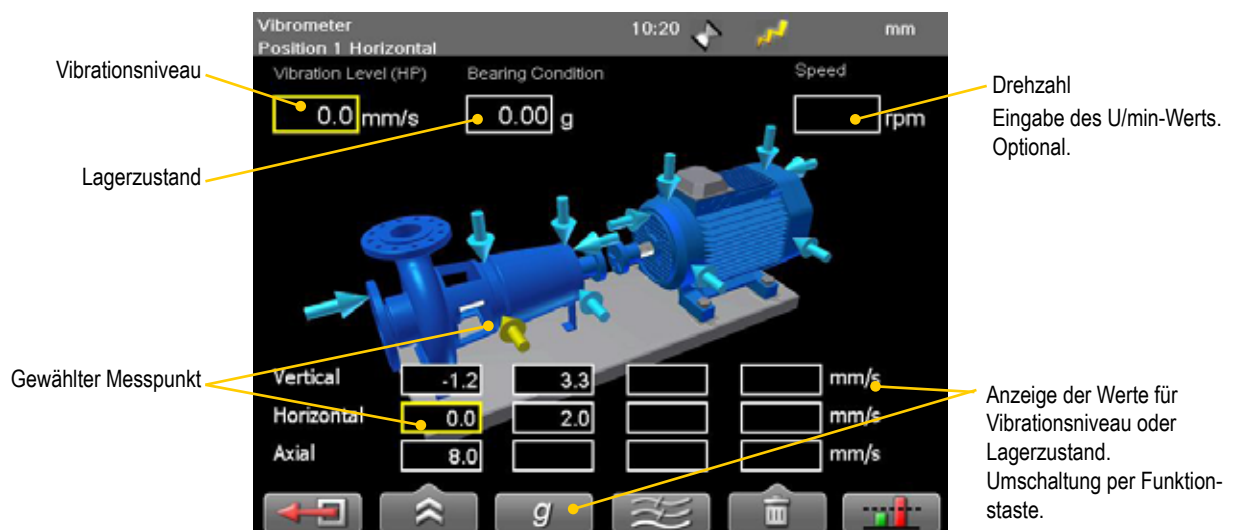 Vibrometer 10:20 mm
Position 1 Horizontal
Vibrationsniveau
Vibration Level (HP) Bearing Condition Speed
0.0 mm/s 0.00 g rpm
Drehzahl
Eingabe des U/min-Werts.
Optional.
Lagerzustand
Gewählter Messpunkt
Vertical -1.2 3.3 mm/s
Horizontal 0.0 2.0 mm/s
Axial 8.0 mm/s
g
Anzeige der Werte für
Vibrationsniveau oder
Lagerzustand.
Umschaltung per Funktion-
staste.